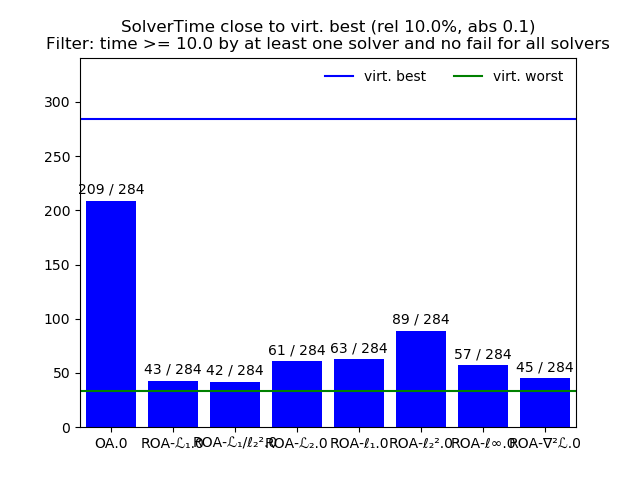 SolverTime close to virt. best (rel 10.0%, abs 0.1)
Filter: time >= 10.0 by at least one solver and no fail for all solvers
virt. best virt. worst
300
250
209 / 284
200
150
100
89 / 284
61 / 284 63 / 284
57 / 284
43 / 284 42 / 284 45 / 284
50
0
OA.0 ROA-ℒ₁.0 ROA-ℒ₁/ℓ₂².0 ROA-ℒ₂.0 ROA-ℓ₁.0 ROA-ℓ₂².0 ROA-ℓ∞.0 ROA-∇²ℒ.0